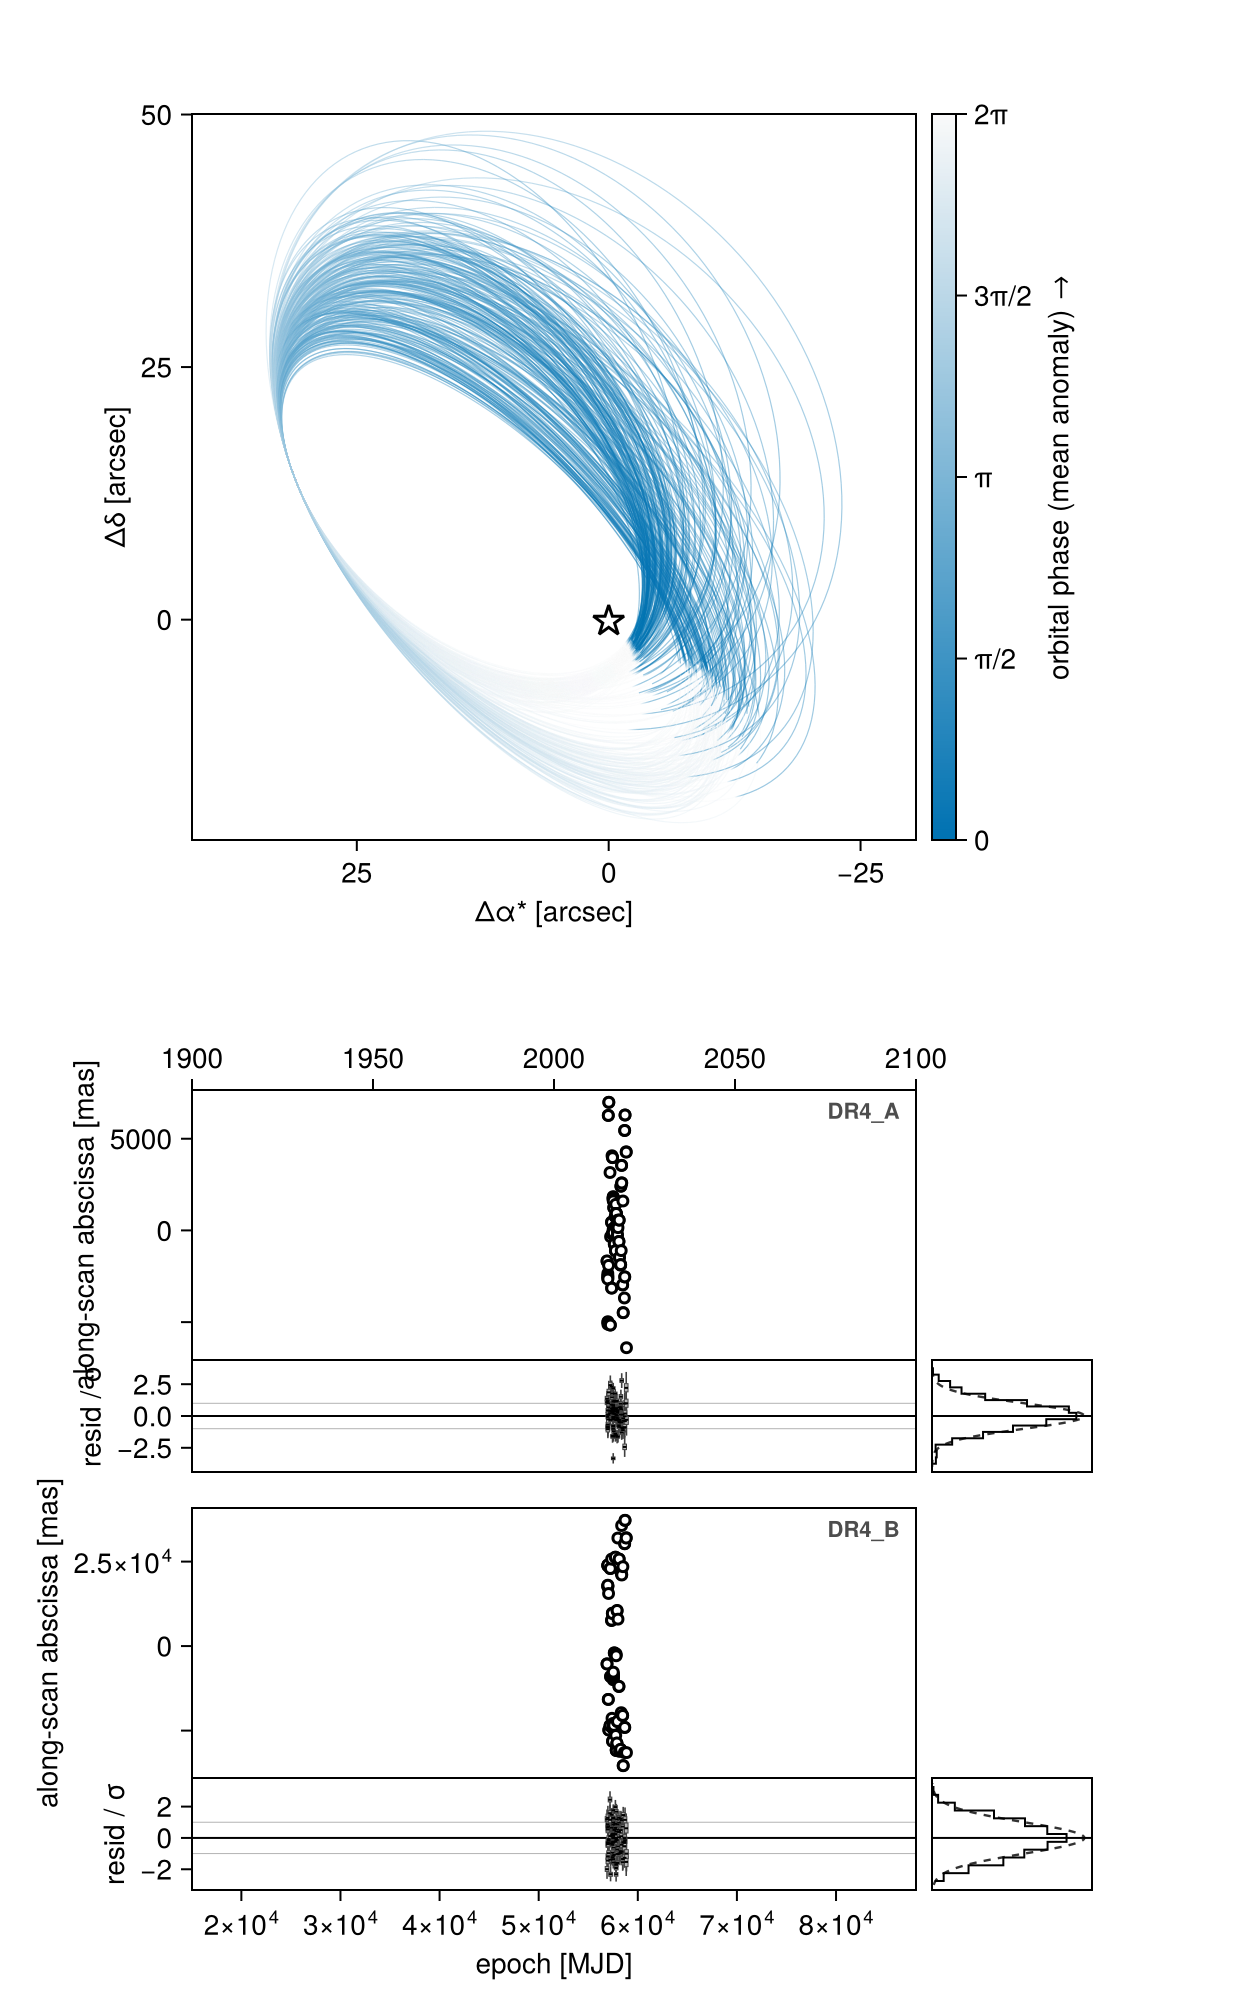 50
25
0
Δδ [arcsec]
25
0
−25
Δα* [arcsec]
2π
3π/2
π
π/2
0
orbital phase (mean anomaly) →
1900
1950
2000
2050
2100
DR4_A
5000
0
along-scan abscissa [mas]
2.5
0.0
−2.5
resid / σ
DR4_B
2.5×10⁴
0
along-scan abscissa [mas]
2
0
−2
resid / σ
2×10⁴
3×10⁴
4×10⁴
5×10⁴
6×10⁴
7×10⁴
8×10⁴
epoch [MJD]